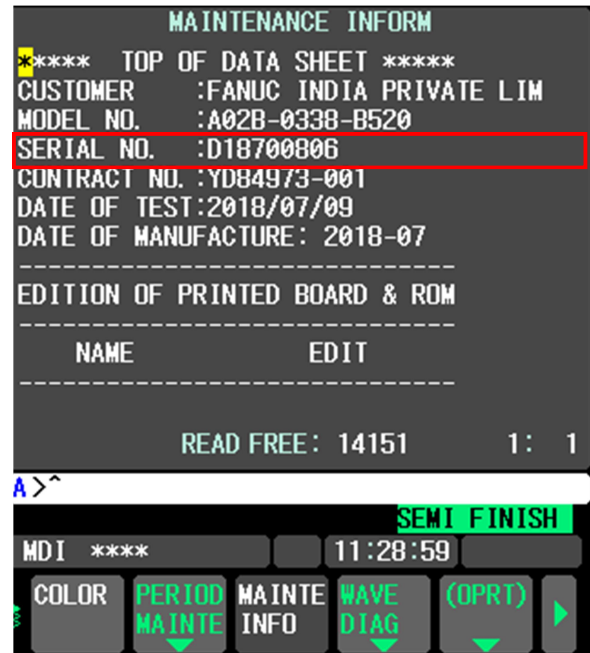 MAINTENANCE INFORM
***** TOP OF DATA SHEET *****
CUSTOMER :FANUC INDIA PRIVATE LIM
MODEL NO. :A02B-0338-B520
SERIAL NO. :D18700806
CONTRACT NO.:YD84973-001
DATE OF TEST:2018/07/09
DATE OF MANUFACTURE: 2018-07
----------------------------------
EDITION OF PRINTED BOARD & ROM
----------------------------------
NAME EDIT
----------------------------------
READ FREE: 14151 1: 1
A>^
SEMI FINISH
MDI **** 11:28:59
COLOR PERIOD MAINTE WAVE (OPRT)
MAINTE INFO DIAG